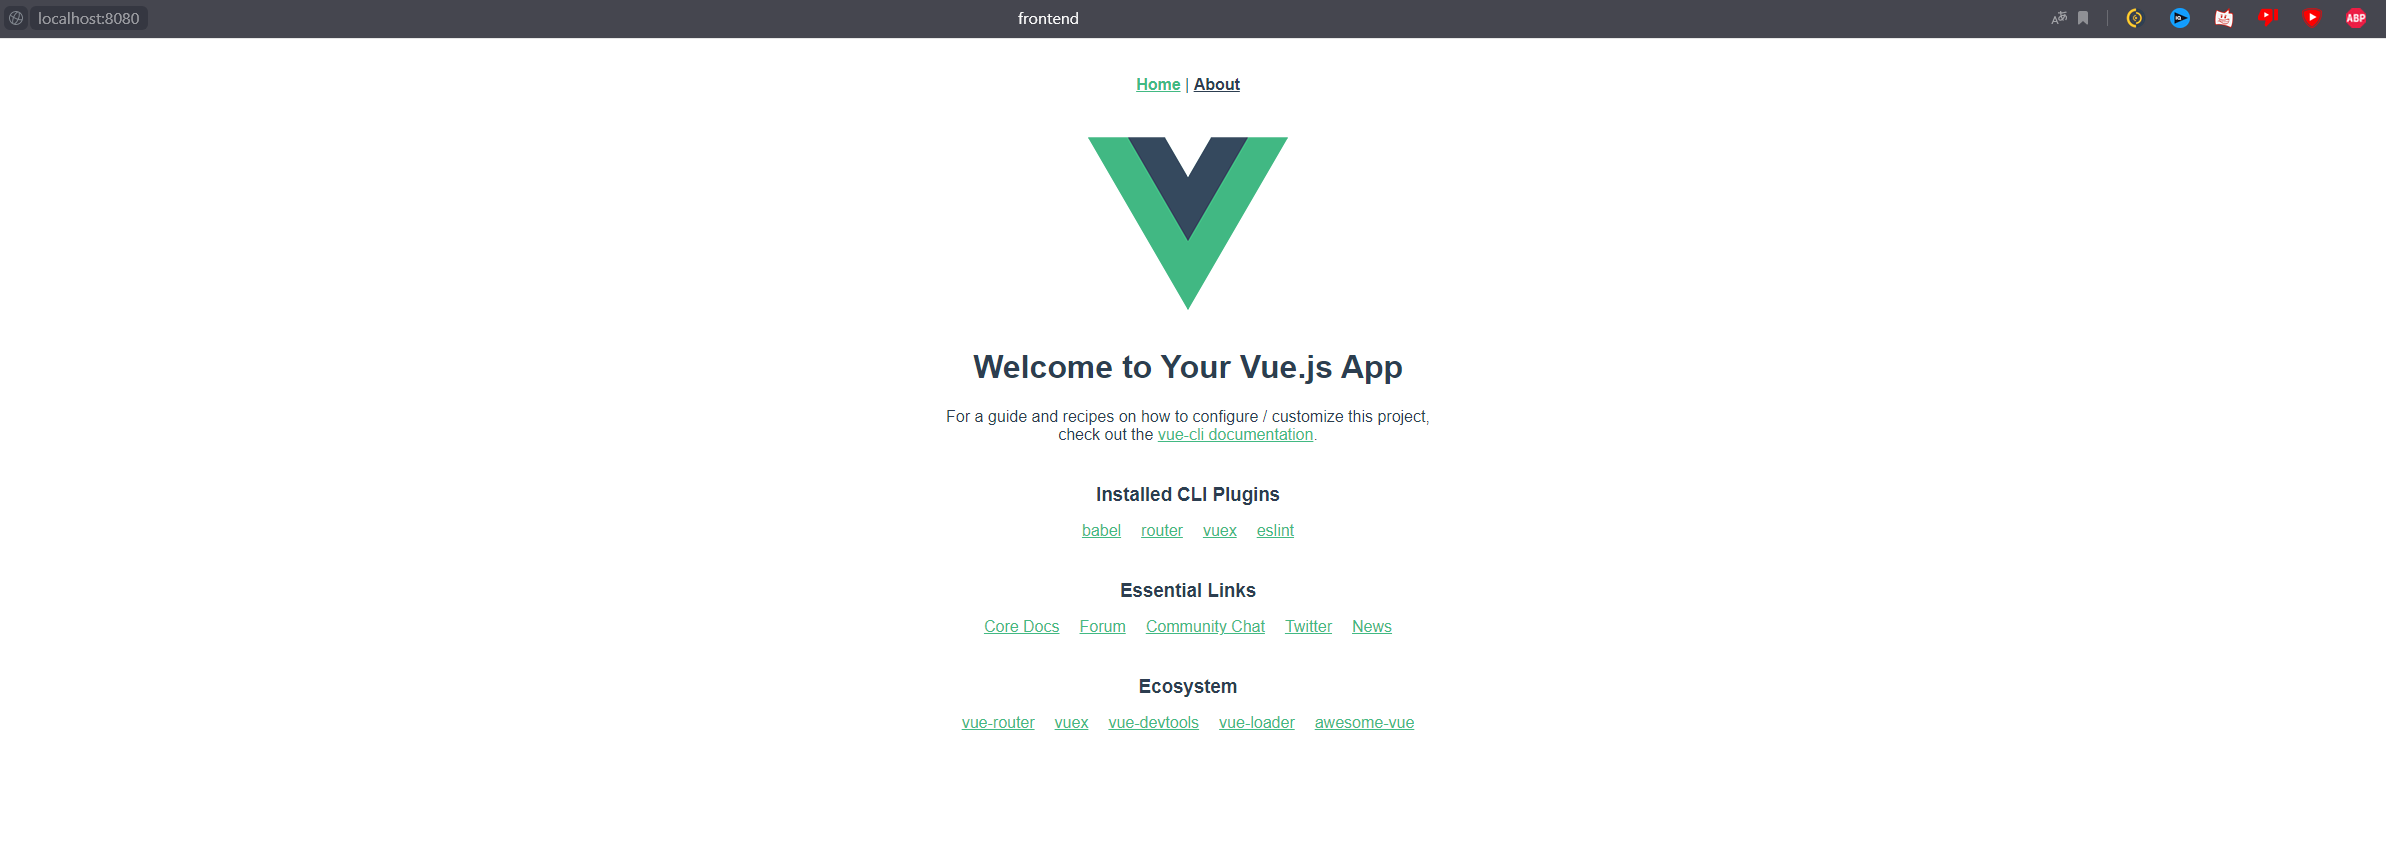 localhost:8080
frontend
ABP
Home | About
Welcome to Your Vue.js App
For a guide and recipes on how to configure / customize this project,
check out the vue-cli documentation.
Installed CLI Plugins
babel router vuex eslint
Essential Links
Core Docs Forum Community Chat Twitter News
Ecosystem
vue-router vuex vue-devtools vue-loader awesome-vue